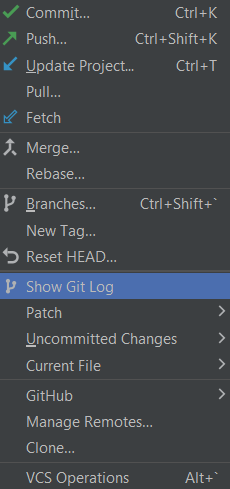 Commit... Ctrl+K
Push... Ctrl+Shift+K
Update Project... Ctrl+T
Pull...
Fetch
Merge...
Rebase...
Branches... Ctrl+Shift+`
New Tag...
Reset HEAD...
Show Git Log
Patch
Uncommitted Changes
Current File
GitHub
Manage Remotes...
Clone...
VCS Operations Alt+`